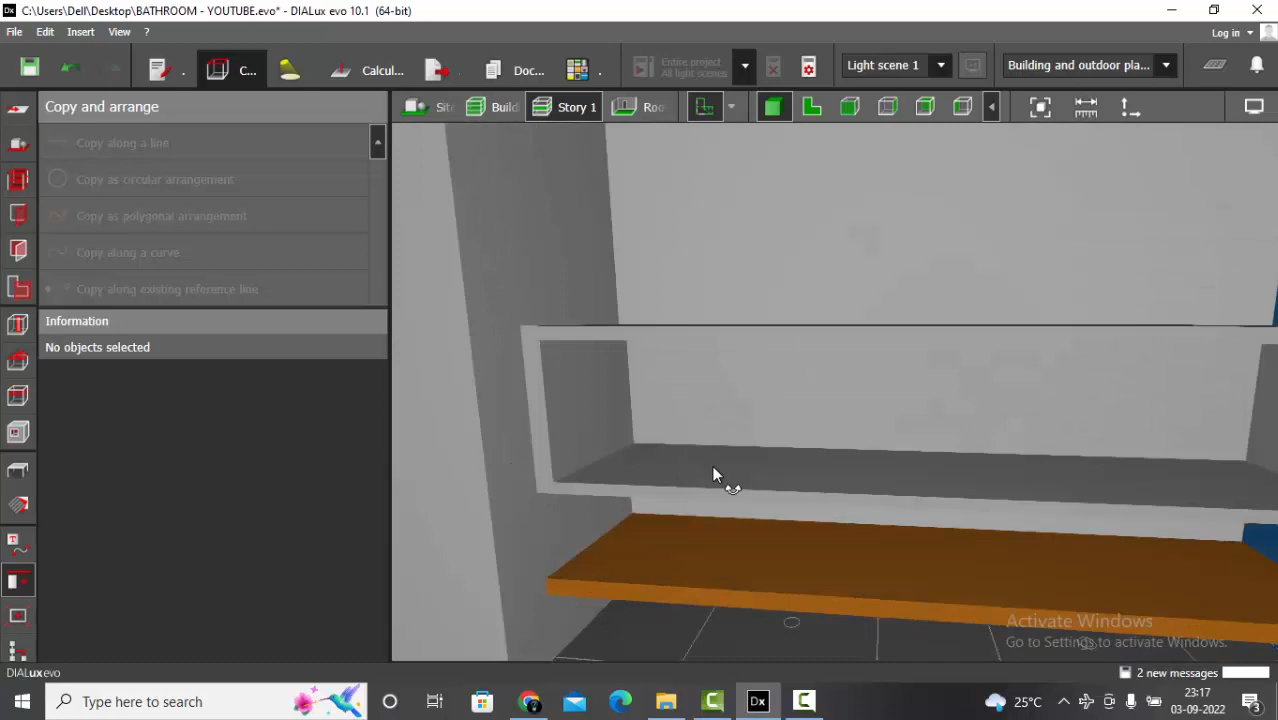 C:\Users\Dell\Desktop\BATHROOM - YOUTUBE.evo* - DIALux evo 10.1 (64-bit)
File Edit Insert View ?
Log in
C... Calcul... Doc...
Entire project
All light scenes
Light scene 1
Building and outdoor pla...
Copy and arrange
Sit Build Story 1 Roo
Copy along a line
Copy as circular arrangement
Copy as polygonal arrangement
Copy along a curve
Copy along existing reference line
Information
No objects selected
Activate Windows
Go to Settings to activate Windows.
DIALux evo
2 new messages
Type here to search
25°C
23:17
03-09-2022
3